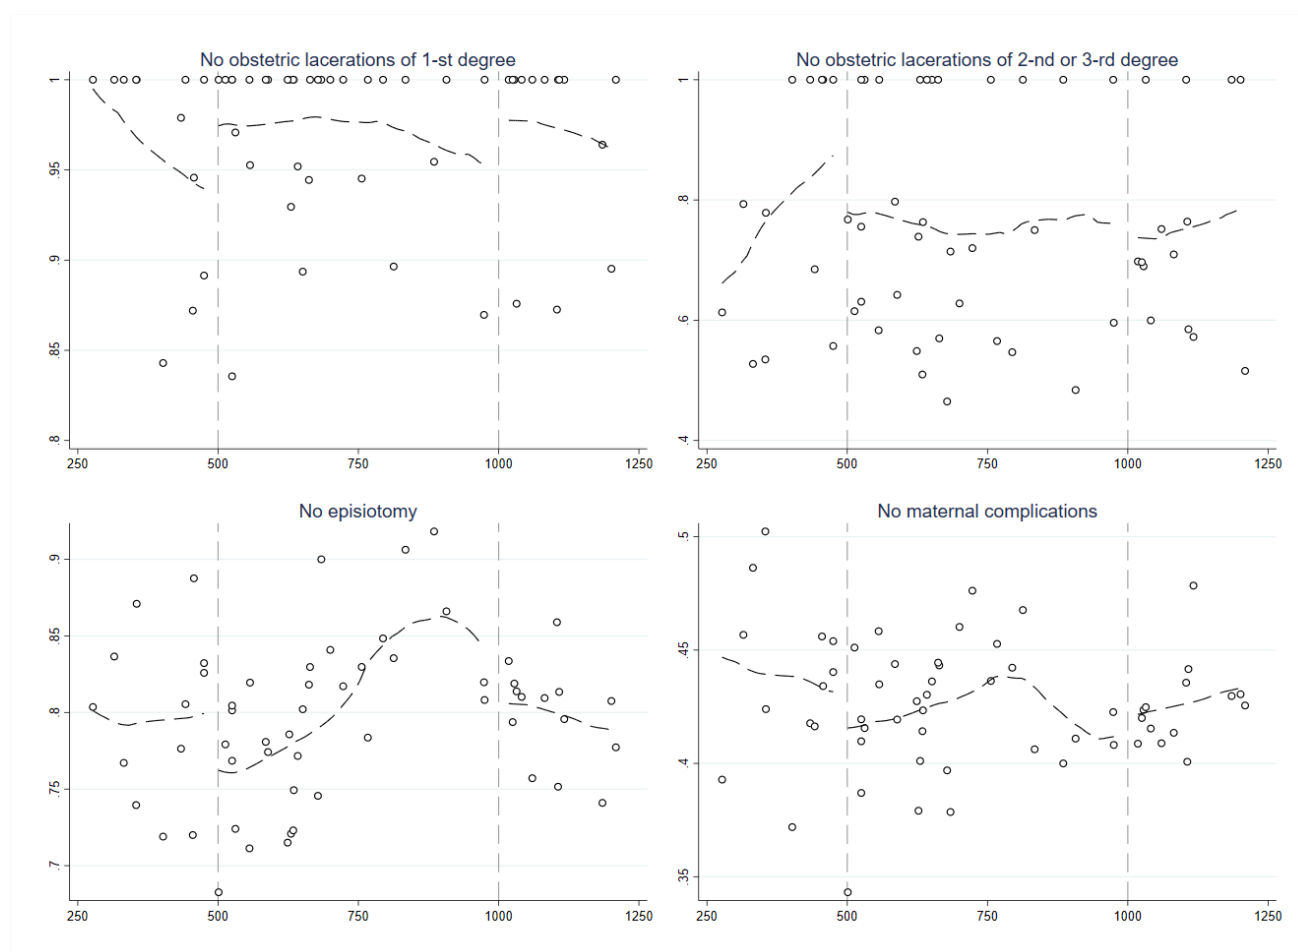 No obstetric lacerations of 1-st degree
1
.95
.9
.85
.8
250 500 750 1000 1250
No obstetric lacerations of 2-nd or 3-rd degree
1
.8
.6
.4
250 500 750 1000 1250
No episiotomy
.9
.85
.8
.75
.7
250 500 750 1000 1250
No maternal complications
.5
.45
.4
.35
250 500 750 1000 1250